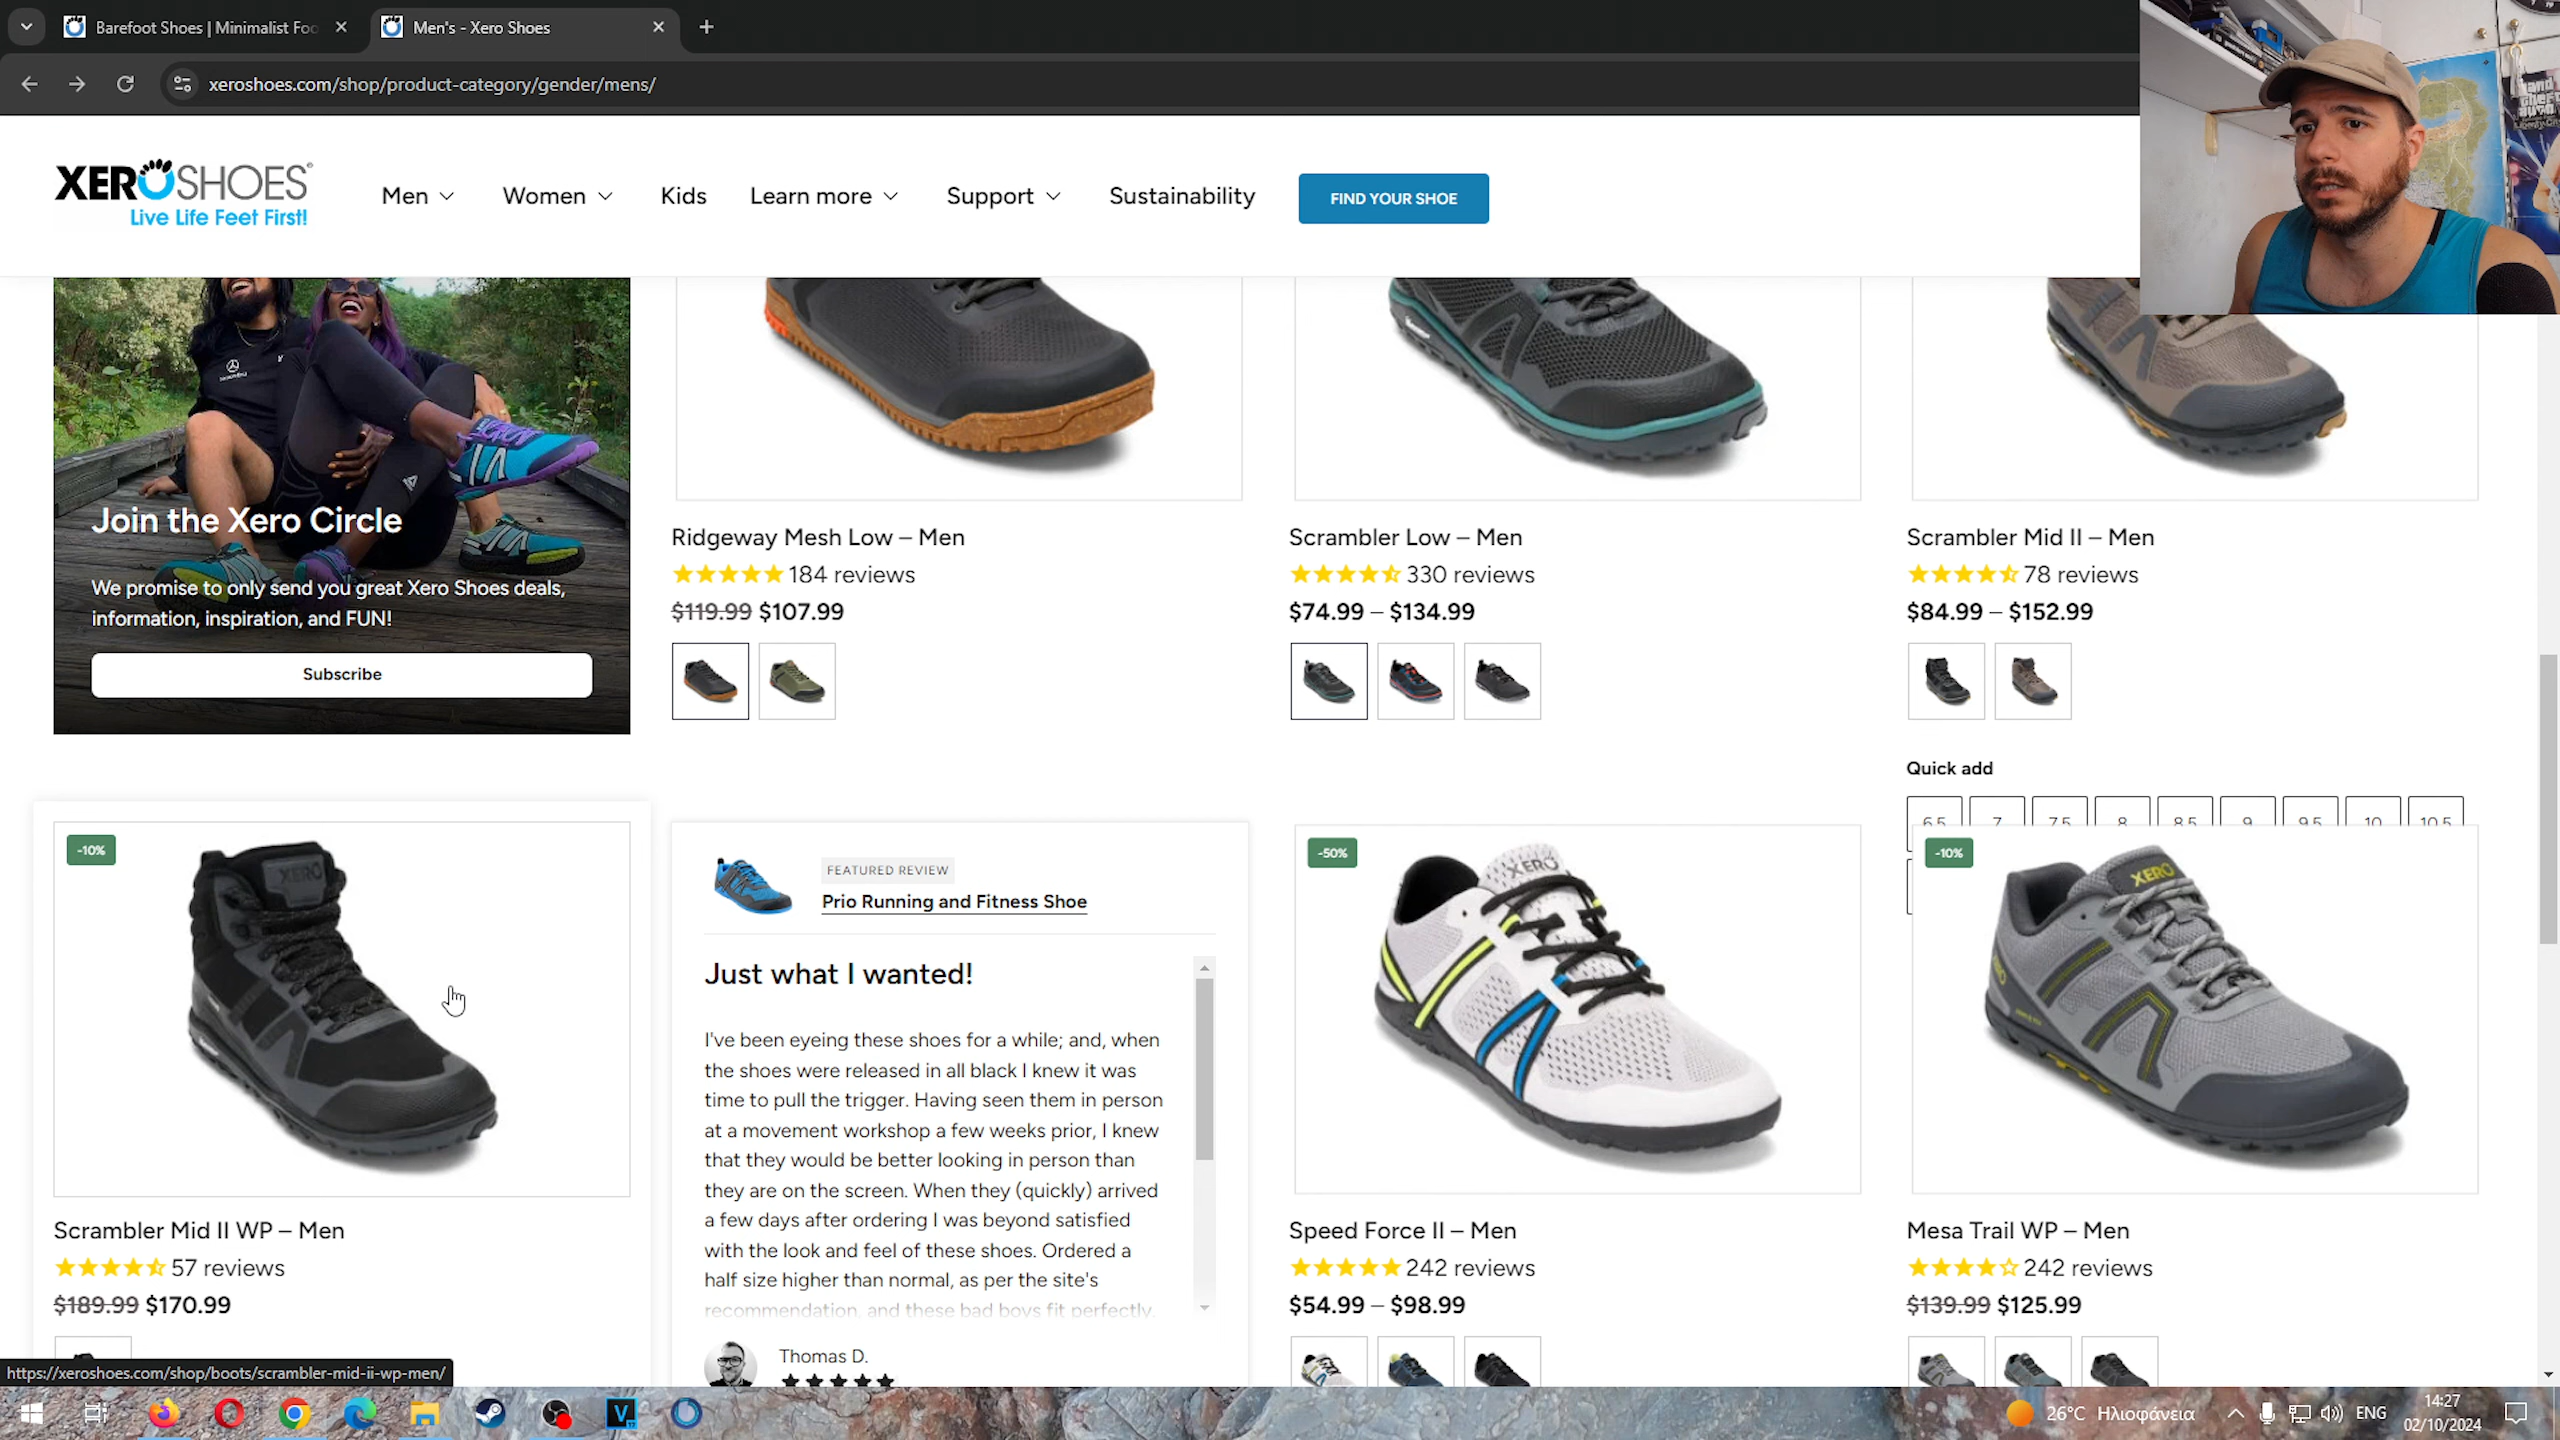 Barefoot Shoes | Minimalist Foo
Men's - Xero Shoes
xeroshoes.com/shop/product-category/gender/mens/
XEROSHOES®
Live Life Feet First!
Men
Women
Kids
Learn more
Support
Sustainability
FIND YOUR SHOE
Join the Xero Circle
We promise to only send you great Xero Shoes deals,
information, inspiration, and FUN!
Subscribe
Ridgeway Mesh Low – Men
184 reviews
$119.99 $107.99
Scrambler Low – Men
330 reviews
$74.99 – $134.99
Scrambler Mid II – Men
78 reviews
$84.99 – $152.99
Quick add
6.5 7 7.5 8 8.5 9 9.5 10 10.5
-10%
XERO
Scrambler Mid II WP – Men
57 reviews
$189.99 $170.99
FEATURED REVIEW
Prio Running and Fitness Shoe
Just what I wanted!
I've been eyeing these shoes for a while; and, when
the shoes were released in all black I knew it was
time to pull the trigger. Having seen them in person
at a movement workshop a few weeks prior, I knew
that they would be better looking in person than
they are on the screen. When they (quickly) arrived
a few days after ordering I was beyond satisfied
with the look and feel of these shoes. Ordered a
half size higher than normal, as per the site's
recommendation, and these bad boys fit perfectly.
Thomas D.
-50%
XERO
Speed Force II – Men
242 reviews
$54.99 – $98.99
-10%
XERO
Mesa Trail WP – Men
242 reviews
$139.99 $125.99
https://xeroshoes.com/shop/boots/scrambler-mid-ii-wp-men/
26°C Ηλιοφάνεια
ENG
14:27
02/10/2024